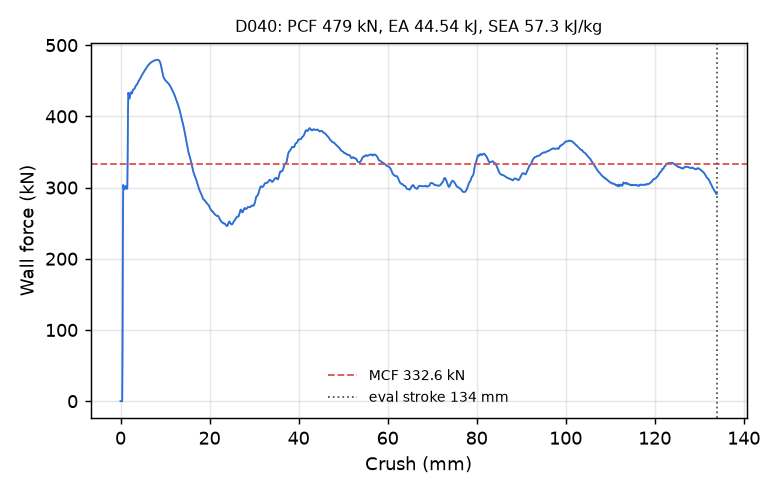 D040: PCF 479 kN, EA 44.54 kJ, SEA 57.3 kJ/kg
500
400
300
200
100
0
Wall force (kN)
MCF 332.6 kN
eval stroke 134 mm
0 20 40 60 80 100 120 140
Crush (mm)